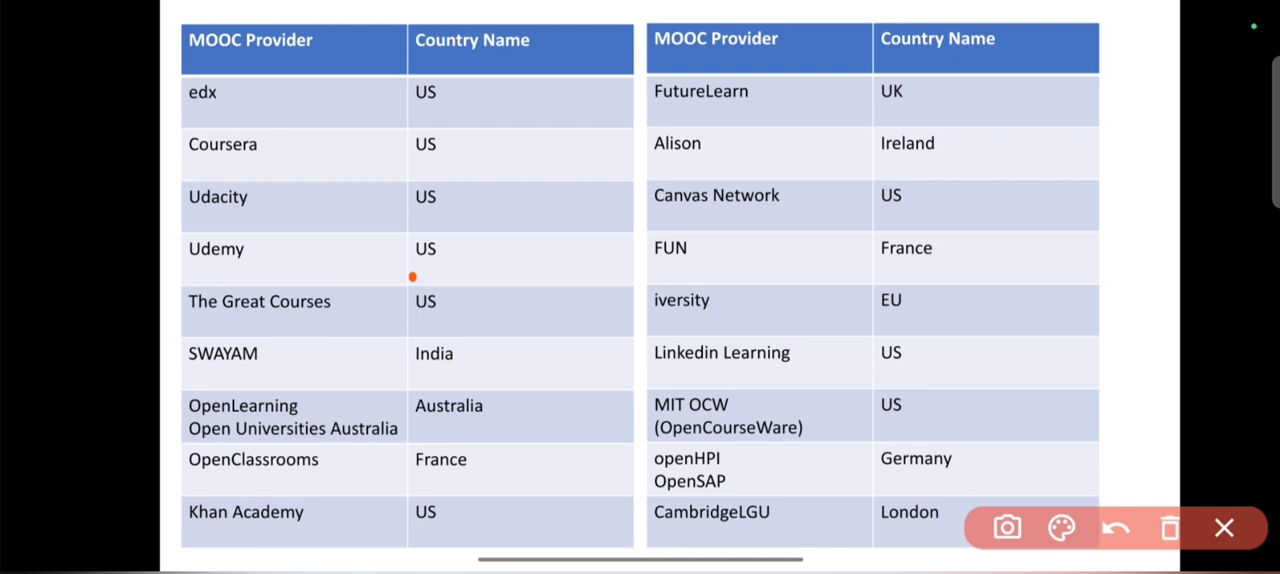 MOOC Provider Country Name
edx US
Coursera US
Udacity US
Udemy US
The Great Courses US
SWAYAM India
OpenLearning Australia
Open Universities Australia
OpenClassrooms France
Khan Academy US
MOOC Provider Country Name
FutureLearn UK
Alison Ireland
Canvas Network US
FUN France
iversity EU
Linkedin Learning US
MIT OCW US
(OpenCourseWare)
openHPI Germany
OpenSAP
CambridgeLGU London